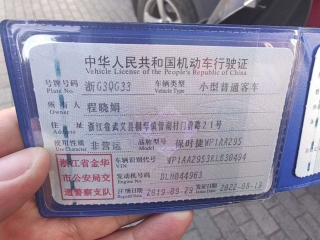 中华人民共和国机动车行驶证
Vehicle License of the People's Republic of China
号牌号码 浙G3QG33 车辆类型 小型普通客车
Plate No. Vehicle Type
所有人 程晓娟
Owner
住址 浙江省武义县
使用性质 非营运 品牌型号 保时捷WP1AA295
Use Character Model
浙江省金华 车辆识别代号
市公安局交 VIN
通警察支队 发动机号码 DLH044963
Engine No.
注册日期 2019-09-29 发证日期 2022-08-19